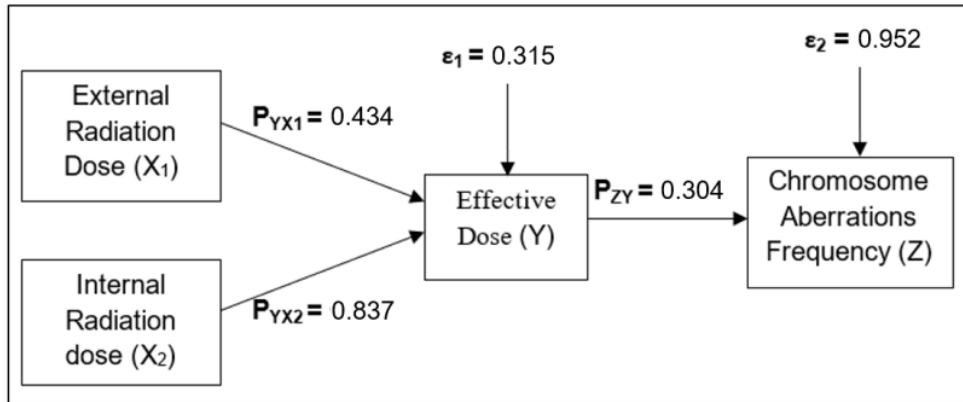 External
Radiation
Dose (X₁)
P_YX1 = 0.434
ε₁ = 0.315
ε₂ = 0.952
Effective
Dose (Y)
P_ZY = 0.304
Chromosome
Aberrations
Frequency (Z)
Internal
Radiation
dose (X₂)
P_YX2 = 0.837